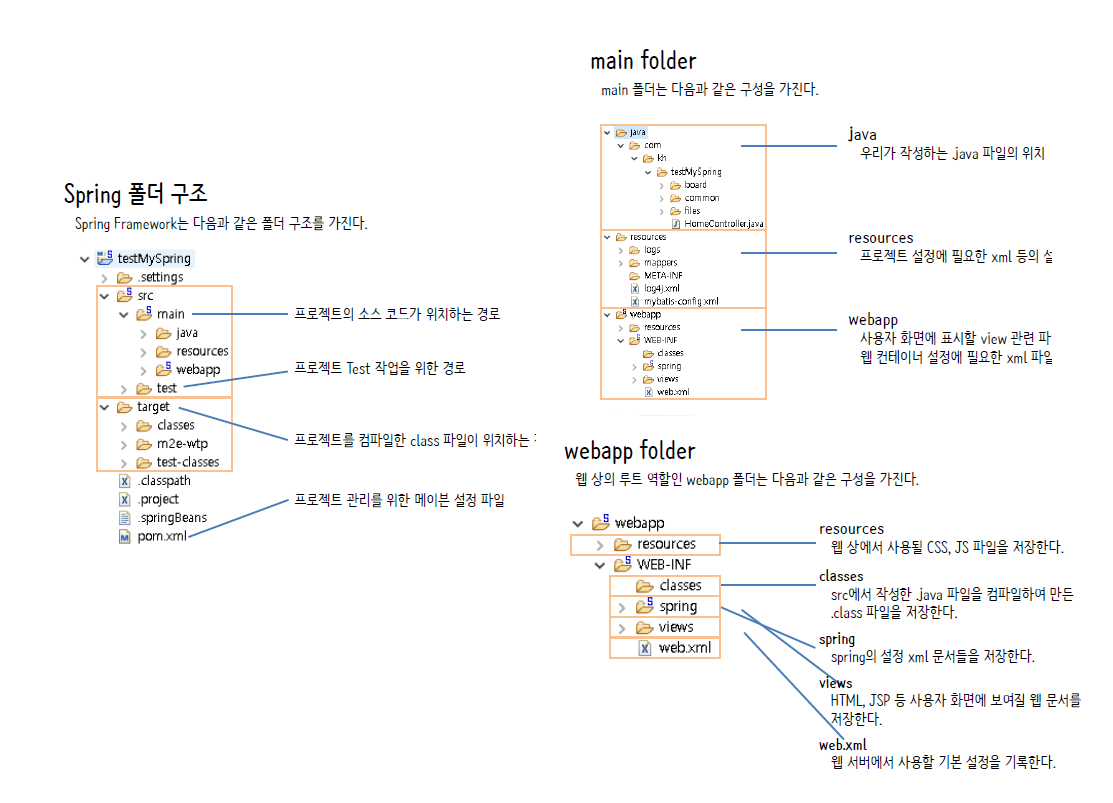 Spring 폴더 구조
Spring Framework는 다음과 같은 폴더 구조를 가진다.
testMySpring
.settings
src
main
java
resources
webapp
test
target
classes
m2e-wtp
test-classes
.classpath
.project
.springBeans
pom.xml
프로젝트의 소스 코드가 위치하는 경로
프로젝트 Test 작업을 위한 경로
프로젝트를 컴파일한 class 파일이 위치하는
프로젝트 관리를 위한 메이븐 설정 파일
main folder
main 폴더는 다음과 같은 구성을 가진다.
java
com
kh
testMySpring
board
common
files
HomeController.java
resources
logs
mappers
META-INF
log4j.xml
mybatis-config.xml
webapp
resources
WEB-INF
classes
spring
views
web.xml
java
우리가 작성하는 .java 파일의 위치
resources
프로젝트 설정에 필요한 xml 등의 설
webapp
사용자 화면에 표시할 view 관련 파
웹 컨테이너 설정에 필요한 xml 파일
webapp folder
웹 상의 루트 역할인 webapp 폴더는 다음과 같은 구성을 가진다.
webapp
resources
WEB-INF
classes
spring
views
web.xml
resources
웹 상에서 사용될 CSS, JS 파일을 저장한다.
classes
src에서 작성한 .java 파일을 컴파일하여 만든
.class 파일을 저장한다.
spring
spring의 설정 xml 문서들을 저장한다.
views
HTML, JSP 등 사용자 화면에 보여질 웹 문서를
저장한다.
web.xml
웹 서버에서 사용할 기본 설정을 기록한다.